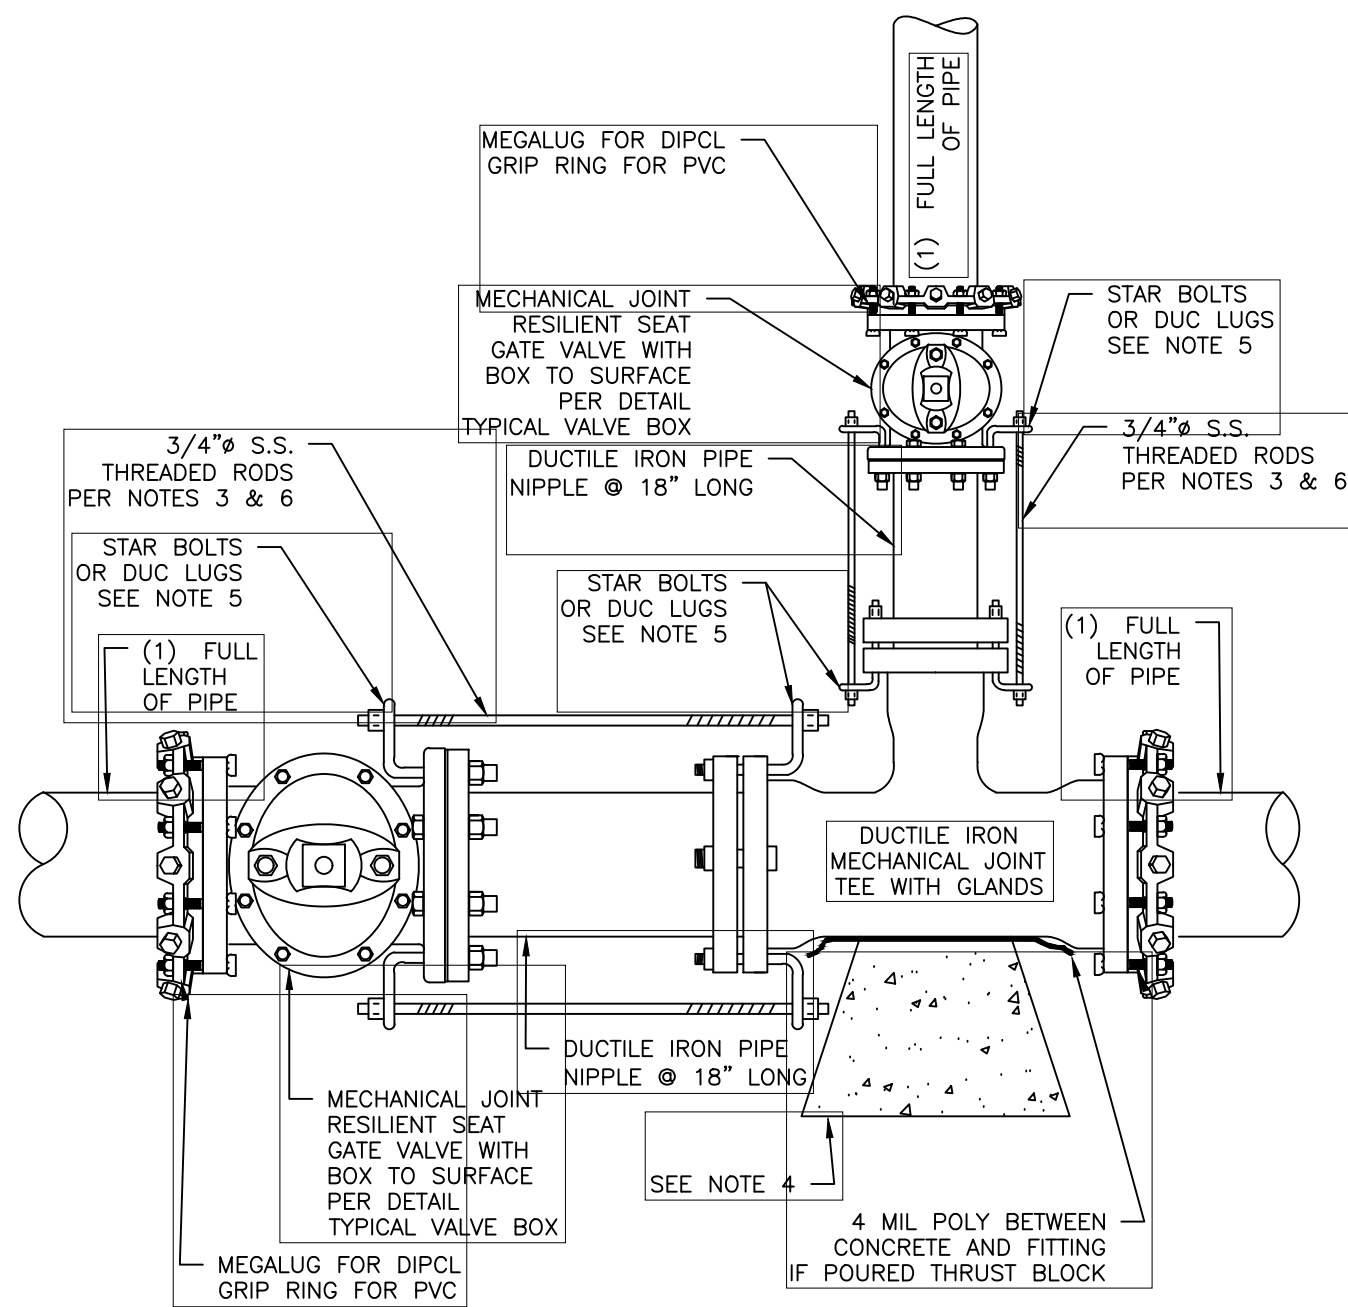 (1) FULL LENGTH
OF PIPE
MEGALUG FOR DIPCL
GRIP RING FOR PVC
MECHANICAL JOINT
RESILIENT SEAT
GATE VALVE WITH
BOX TO SURFACE
PER DETAIL
TYPICAL VALVE BOX
STAR BOLTS
OR DUC LUGS
SEE NOTE 5
3/4"ø S.S.
THREADED RODS
PER NOTES 3 & 6
3/4"ø S.S.
THREADED RODS
PER NOTES 3 & 6
DUCTILE IRON PIPE
NIPPLE @ 18" LONG
STAR BOLTS
OR DUC LUGS
SEE NOTE 5
STAR BOLTS
OR DUC LUGS
SEE NOTE 5
(1) FULL
LENGTH
OF PIPE
(1) FULL
LENGTH
OF PIPE
DUCTILE IRON
MECHANICAL JOINT
TEE WITH GLANDS
DUCTILE IRON PIPE
NIPPLE @ 18" LONG
MECHANICAL JOINT
RESILIENT SEAT
GATE VALVE WITH
BOX TO SURFACE
PER DETAIL
TYPICAL VALVE BOX
SEE NOTE 4
4 MIL POLY BETWEEN
CONCRETE AND FITTING
IF POURED THRUST BLOCK
MEGALUG FOR DIPCL
GRIP RING FOR PVC